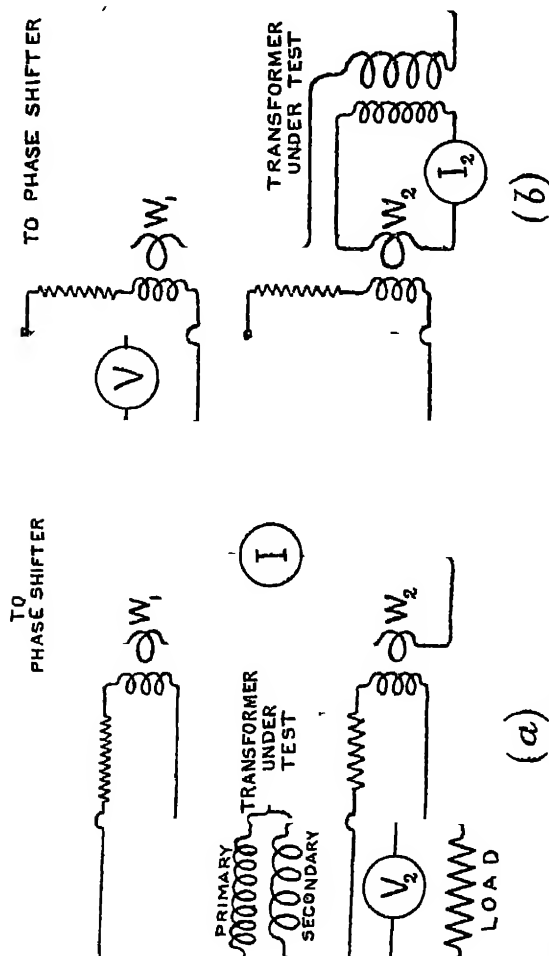 TO
PHASE SHIFTER
W₁
I
TRANSFORMER
UNDER
TEST
PRIMARY
SECONDARY
W₂
V₂
LOAD
(a)
TO PHASE SHIFTER
V
W₁
TRANSFORMER
UNDER TEST
W₂
I₂
(b)